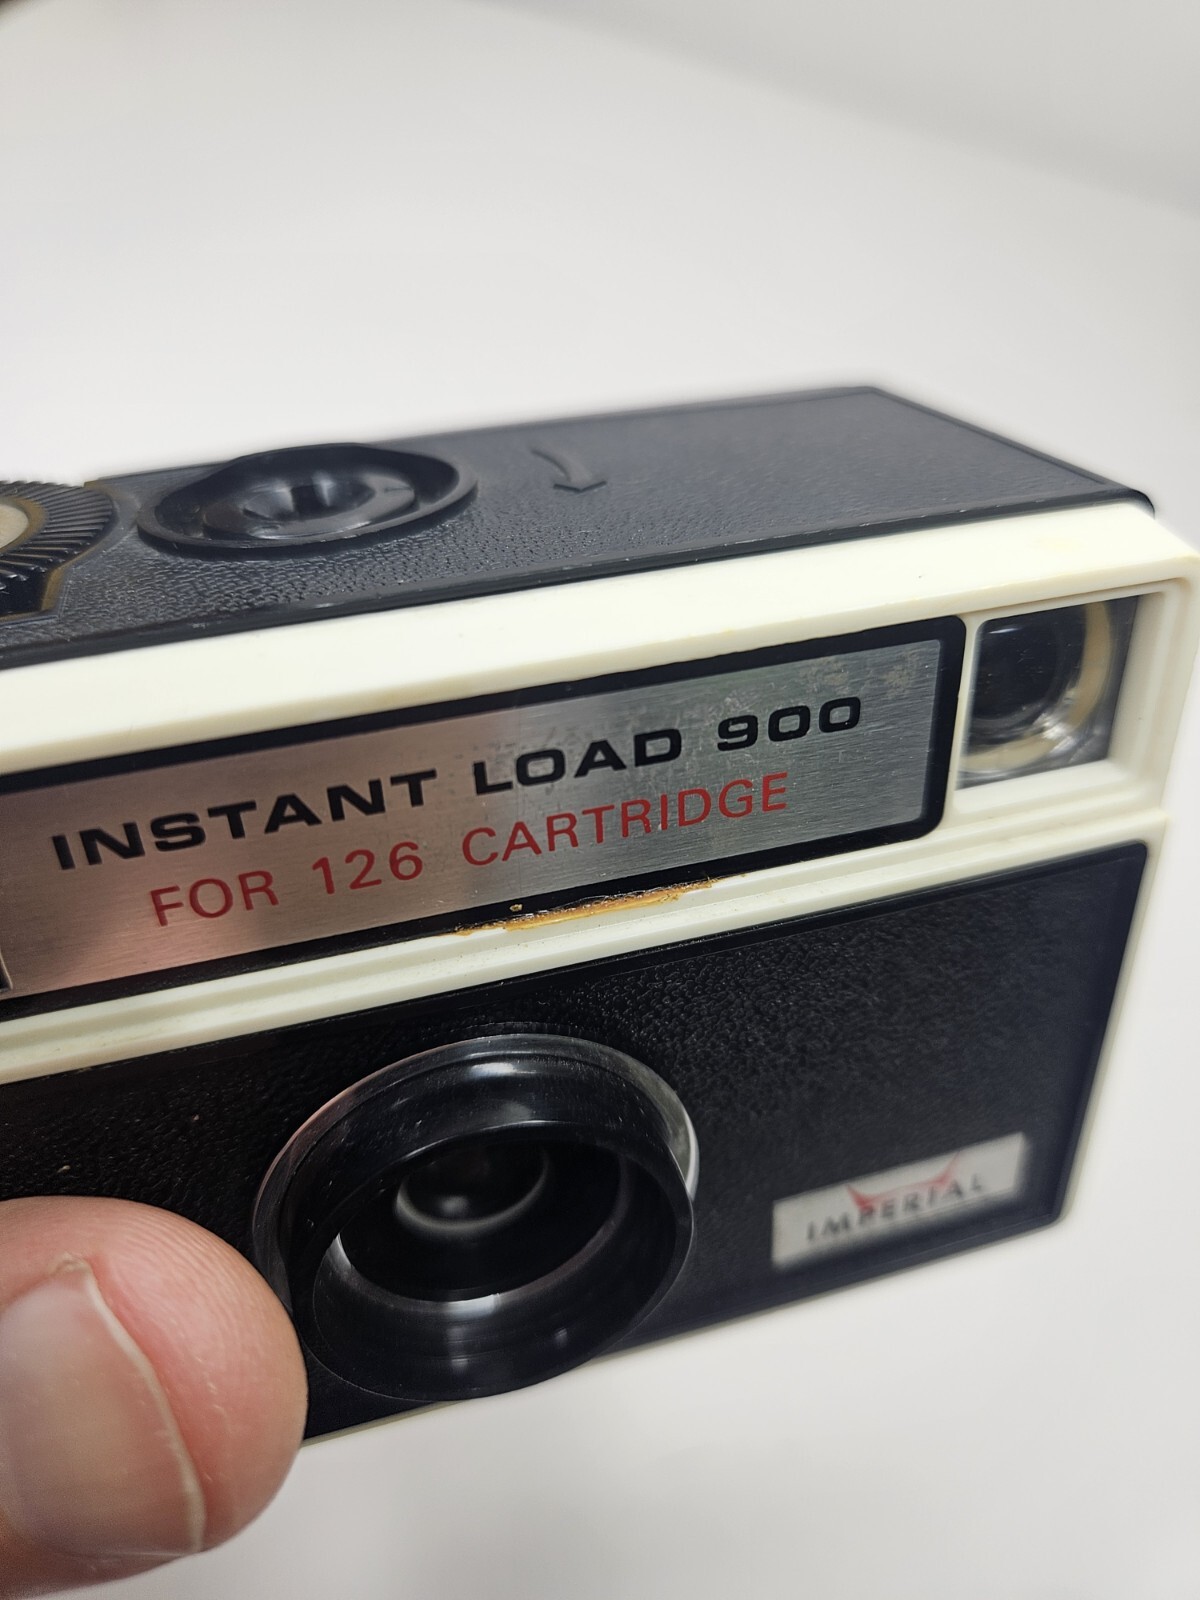 INSTANT LOAD 900
FOR 126 CARTRIDGE
IMPERIAL